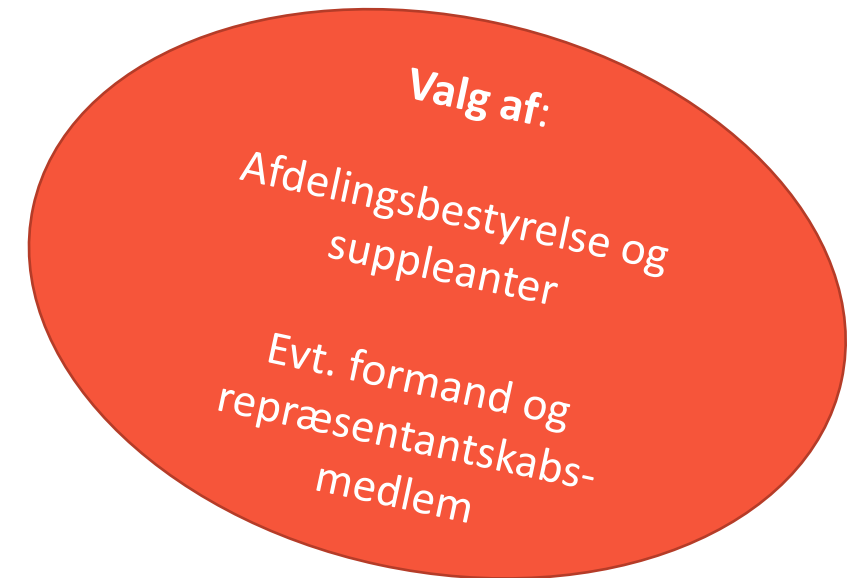 Valg af:
Afdelingsbestyrelse og
suppleanter
Evt. formand og
repræsentantskabs-
medlem